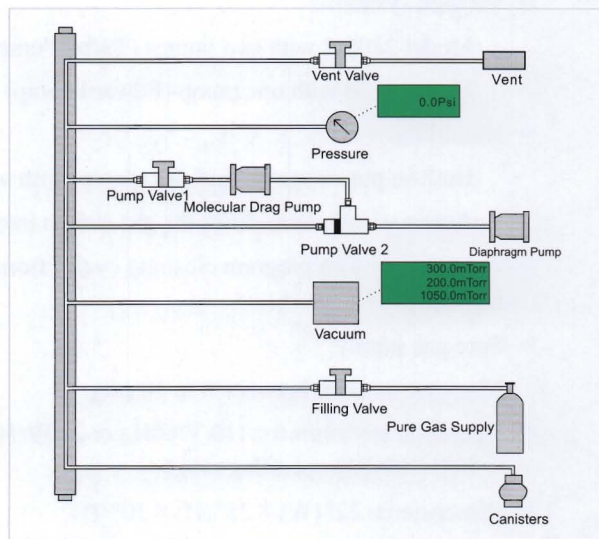 Vent Valve
Vent
0.0Psi
Pressure
Pump Valve1
Molecular Drag Pump
Pump Valve 2
Diaphragm Pump
300.0mTorr
200.0mTorr
1050.0mTorr
Vacuum
Filling Valve
Pure Gas Supply
Canisters